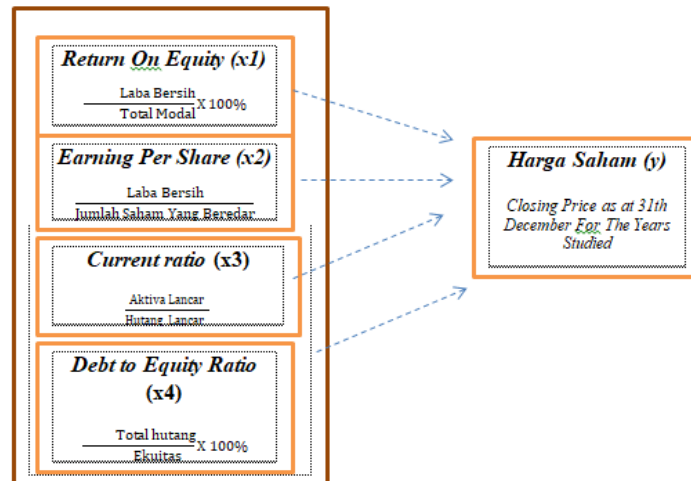 Return On Equity (x1)
Laba Bersih
Total Modal
X 100%
Earning Per Share (x2)
Laba Bersih
Jumlah Saham Yang Beredar
Current ratio (x3)
Aktiva Lancar
Hutang Lancar
Debt to Equity Ratio
(x4)
Total hutang
Ekuitas
X 100%
Harga Saham (y)
Closing Price as at 31th
December For The Years
Studied